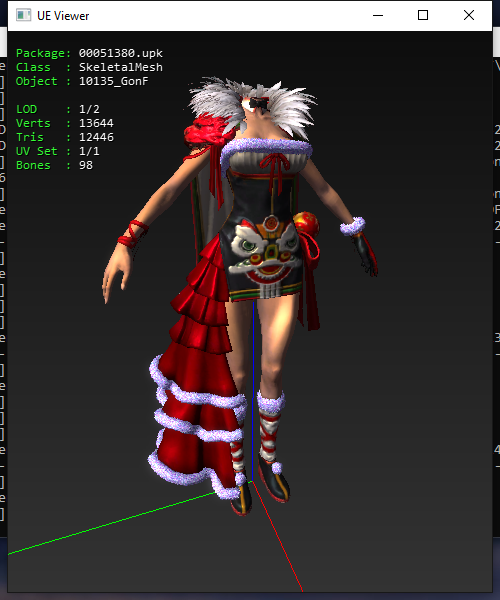 UE Viewer
Package: 00051380.upk
Class : SkeletalMesh
Object : 10135_GonF
LOD : 1/2
Verts : 13644
Tris : 12446
UV Set : 1/1
Bones : 98